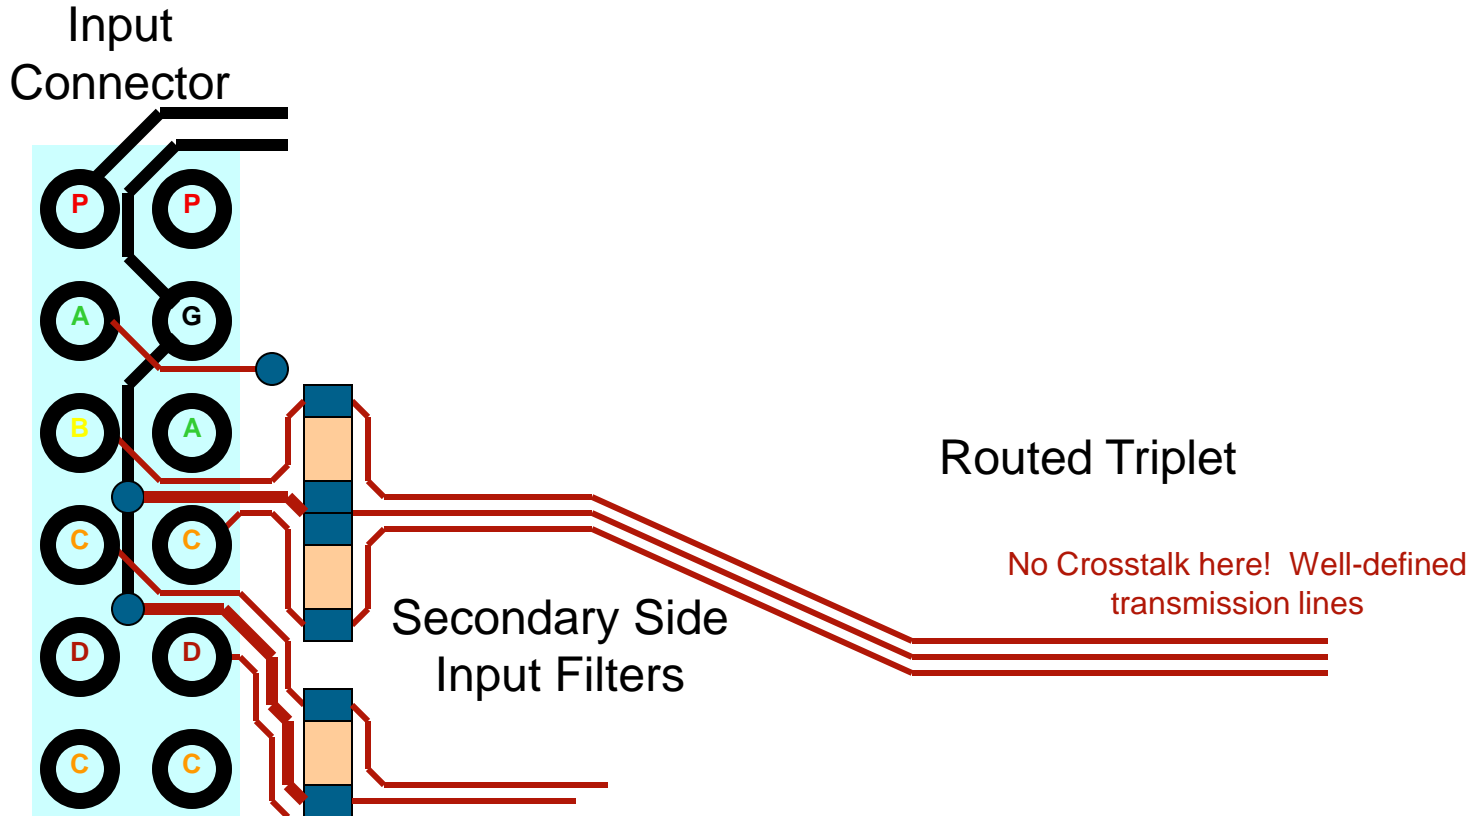 Input
Connector
P P
A G
B A
Routed Triplet
C C
No Crosstalk here!  Well-defined
transmission lines
Secondary Side
Input Filters
D D
C C